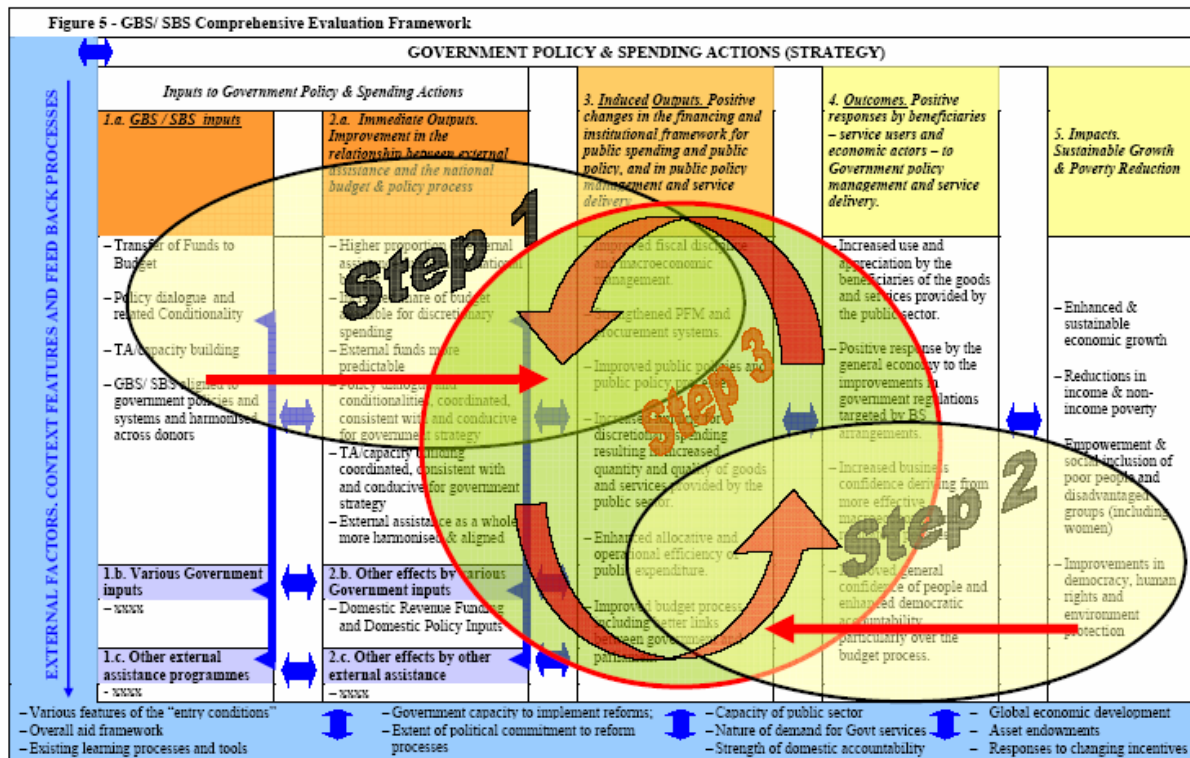 Figure 5 - GBS/ SBS Comprehensive Evaluation Framework
GOVERNMENT POLICY & SPENDING ACTIONS (STRATEGY)
EXTERNAL FACTORS, CONTEXT FEATURES AND FEED BACK PROCESSES
Inputs to Government Policy & Spending Actions
1.a. GBS / SBS inputs
2.a. Immediate Outputs.
Improvement in the
relationship between external
assistance and the national
budget & policy process
3. Induced Outputs. Positive
changes in the financing and
institutional framework for
public spending and public
policy, and in public policy
management and service
delivery.
4. Outcomes. Positive
responses by beneficiaries
– service users and
economic actors – to
Government policy
management and service
delivery.
5. Impacts.
Sustainable Growth
& Poverty Reduction
– Transfer of Funds to
Budget
– Policy dialogue and
related Conditionality
– TA/capacity building
– GBS/ SBS aligned to
government policies and
systems and harmonised
across donors
– Higher proportion
share of budget
for discretionary
spending
– External funds more
predictable
– Policy dialogue and
conditionalities, coordinated,
consistent with and conducive
for government strategy
– TA/capacity building
coordinated, consistent with
and conducive for government
strategy
– External assistance as a whole
more harmonised & aligned
– Improved fiscal discipline
and macroeconomic
management.
PFM and
procurement systems.
– Improved public policies and
public policy
for
discretionary spending
resulting in increased
quantity and quality of goods
and services provided by the
public sector.
– Enhanced allocative and
operational efficiency of
public expenditure.
– Improved budget process
including better links
between government and
– Increased use and
appreciation by the
beneficiaries of the goods
and services provided by
the public sector.
– Positive response by the
general economy to the
improvements in
government regulations
targeted by BS
arrangements.
– Increased business
confidence deriving from
more effective
general
confidence of people and
enhanced democratic
accountability
particularly over the
budget process.
– Enhanced &
sustainable
economic growth
– Reductions in
income & non-
income poverty
– Empowerment &
social inclusion of
poor people and
disadvantaged
groups (including
women)
– Improvements in
democracy, human
rights and
environment
protection
Step 1
Step 3
Step 2
1.b. Various Government
inputs
– xxxx
2.b. Other effects by various
Government inputs
– Domestic Revenue Funding
and Domestic Policy Inputs
1.c. Other external
assistance programmes
- xxxx
2.c. Other effects by other
external assistance
– xxxx
– Various features of the “entry conditions”
– Overall aid framework
– Existing learning processes and tools
– Government capacity to implement reforms;
– Extent of political commitment to reform
processes
– Capacity of public sector
– Nature of demand for Govt services
– Strength of domestic accountability
– Global economic development
– Asset endowments
– Responses to changing incentives